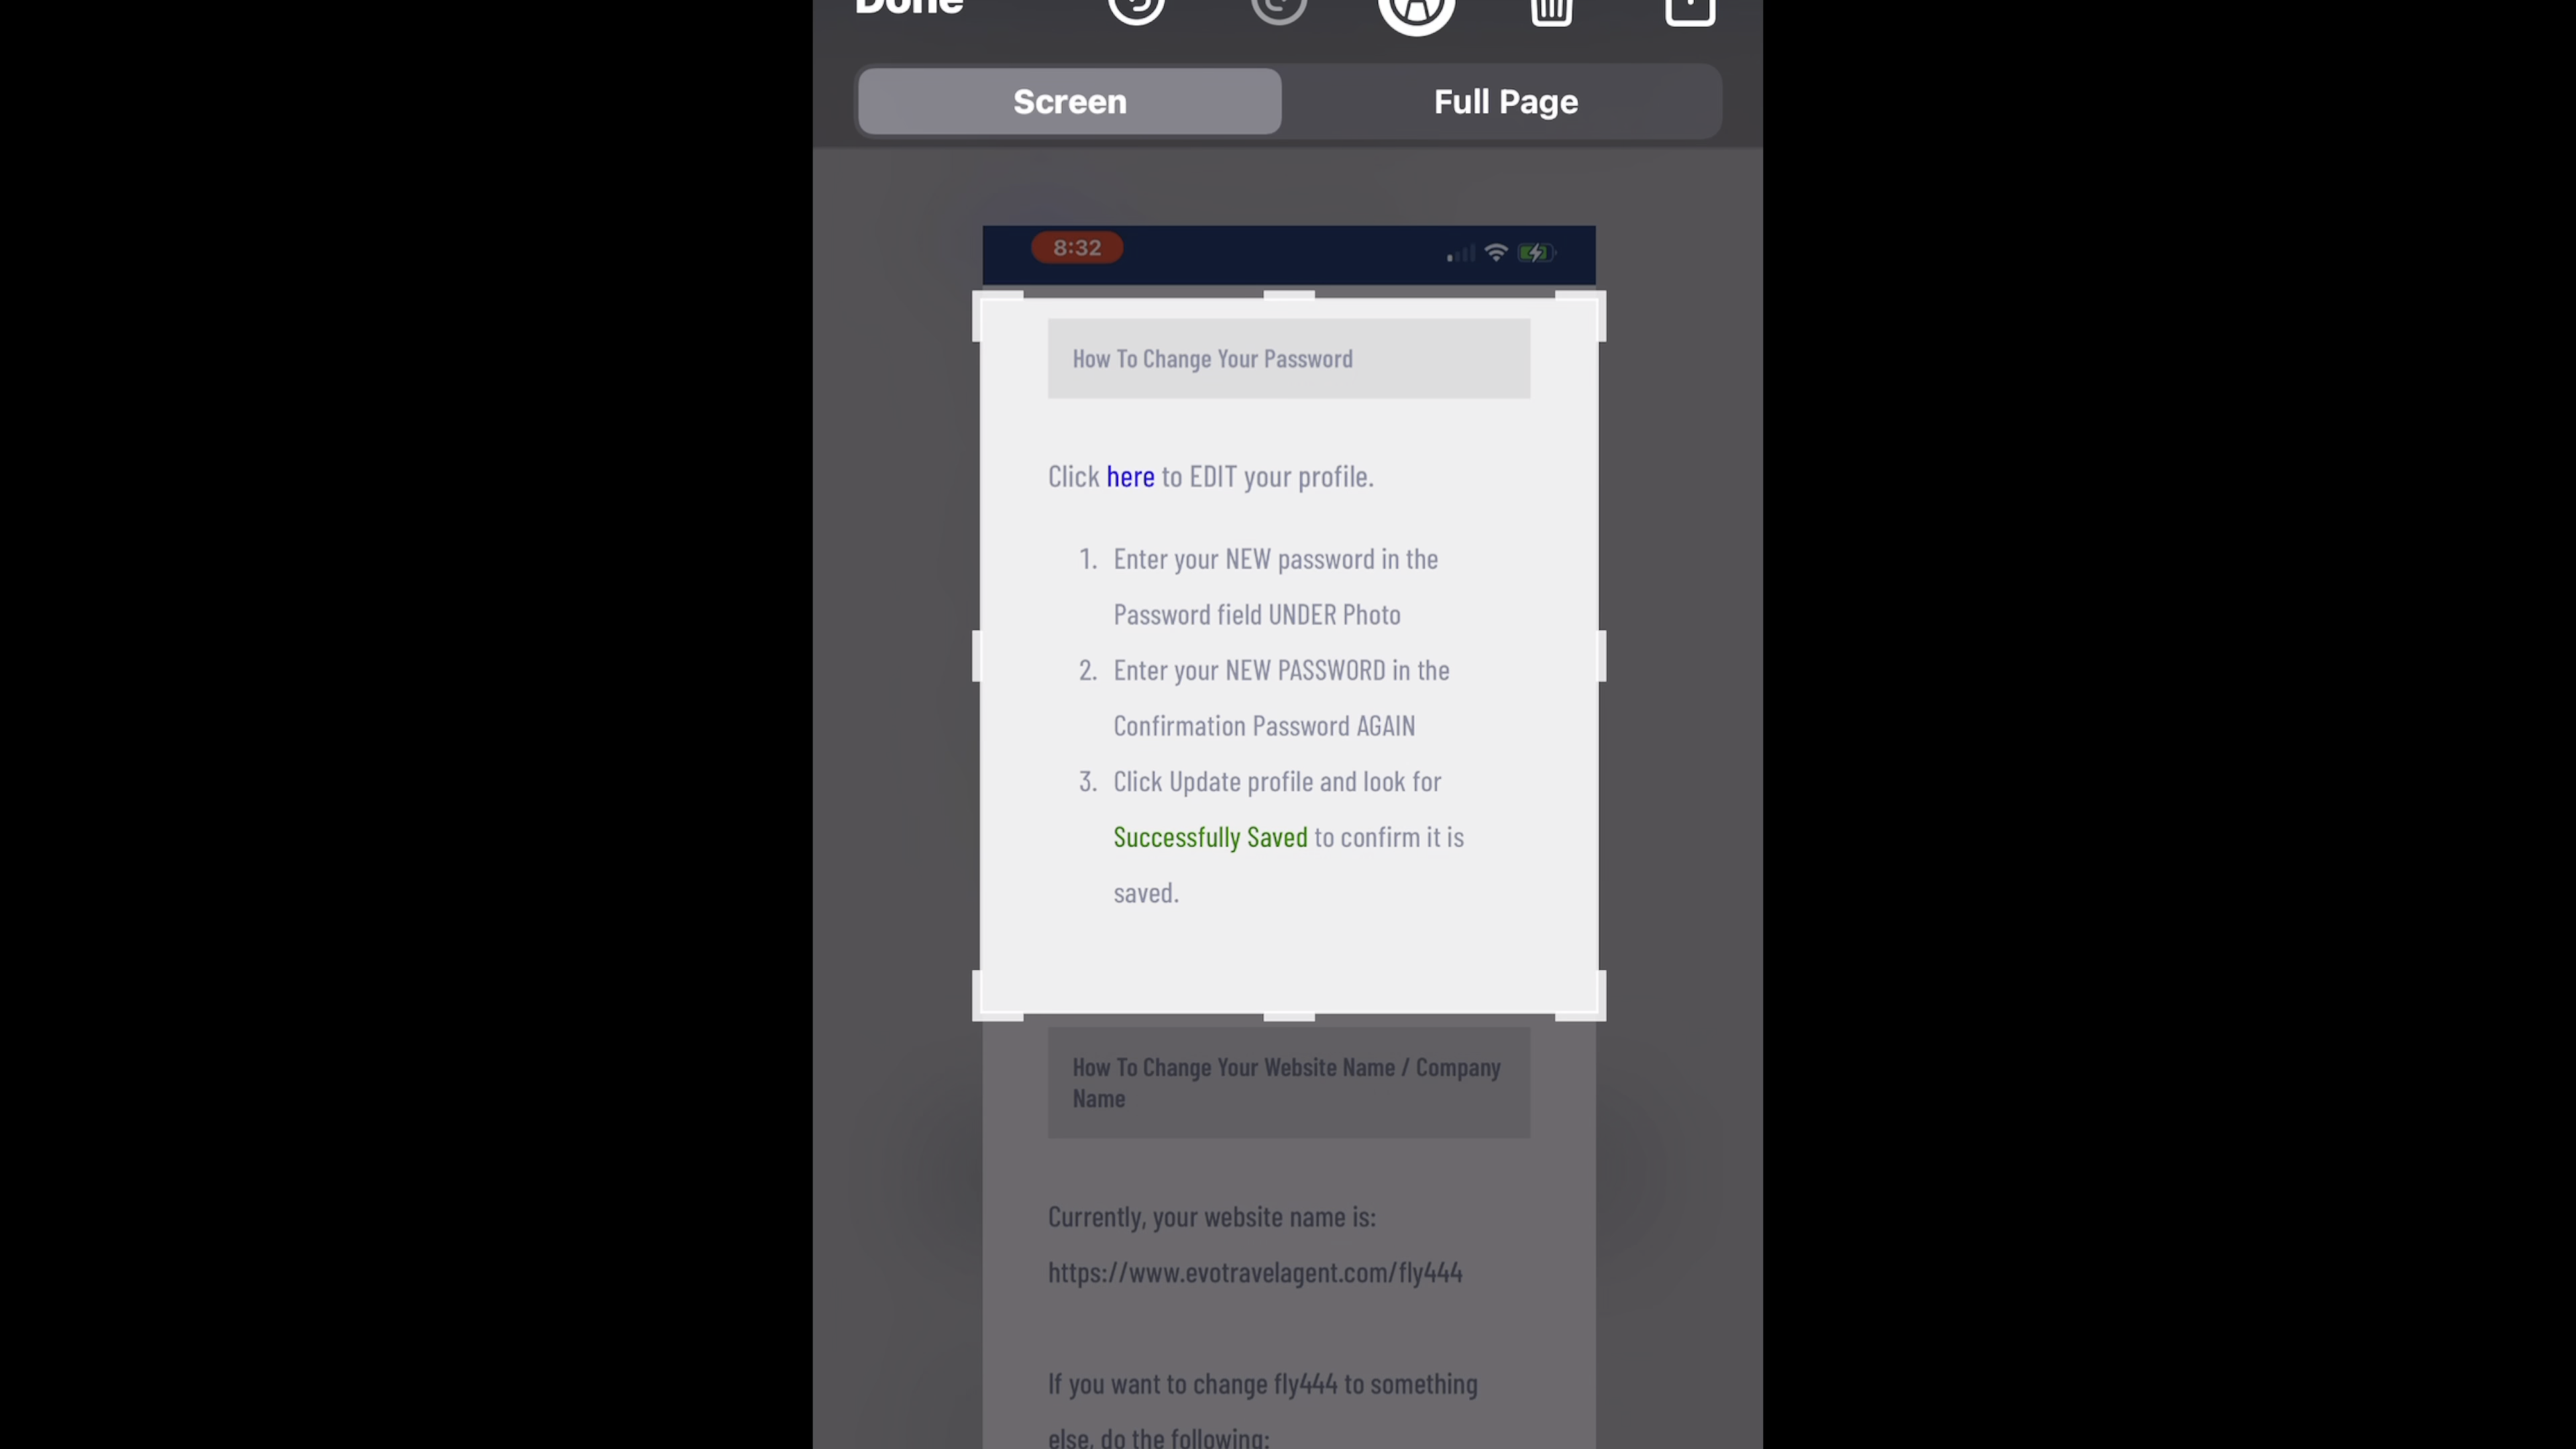 Done
Screen Full Page
8:32
How To Change Your Password
Click here to EDIT your profile.
1. Enter your NEW password in the
Password field UNDER Photo
2. Enter your NEW PASSWORD in the
Confirmation Password AGAIN
3. Click Update profile and look for
Successfully Saved to confirm it is
saved.
How To Change Your Website Name / Company
Name
Currently, your website name is:
https://www.evotravelagent.com/fly444
If you want to change fly444 to something
else, do the following: